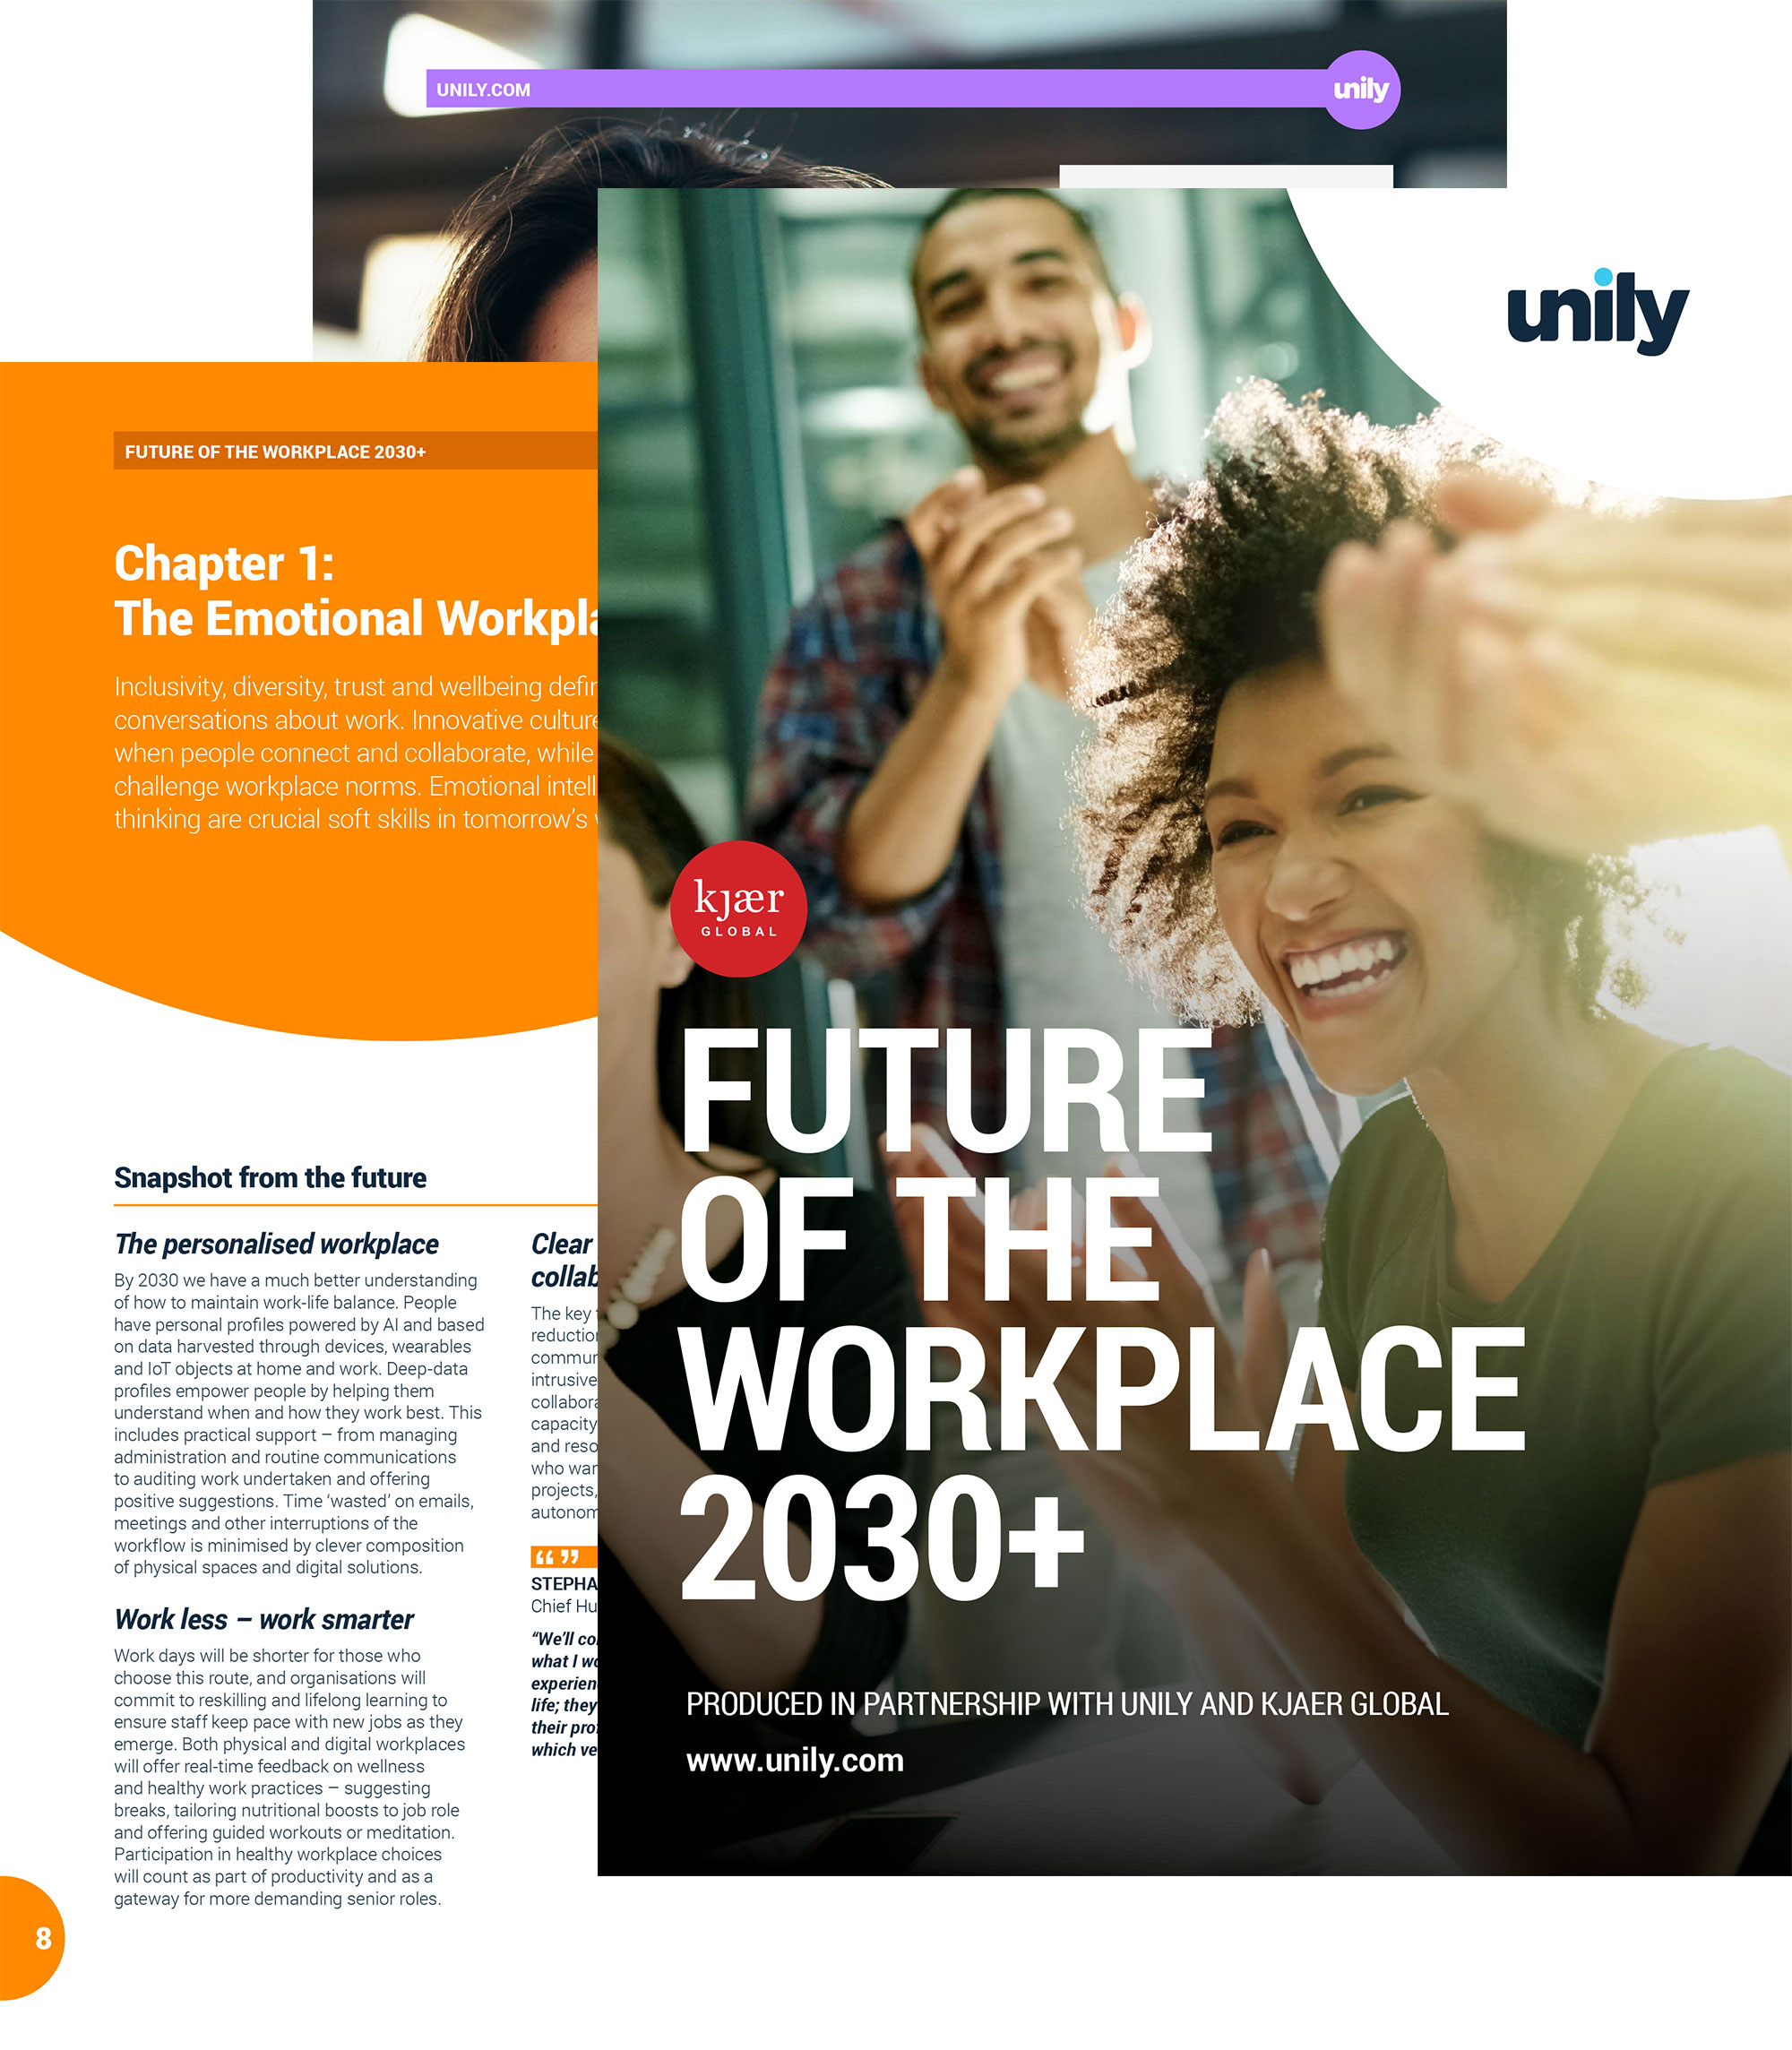 UNILY.COM
unily
unily
FUTURE OF THE WORKPLACE 2030+
Chapter 1:
The Emotional
Inclusivity, diversity, trust and wellbeing
conversations about work. Innovative
when people connect and collaborate, while
challenge workplace norms. Emotional
thinking are crucial soft skills in tomorrow's
Snapshot from the future
The personalised workplace
By 2030 we have a much better understanding
of how to maintain work-life balance. People
have personal profiles powered by AI and based
on data harvested through devices, wearables
and IoT objects at home and work. Deep-data
profiles empower people by helping them
understand when and how they work best. This
includes practical support – from managing
administration and routine communications
to auditing work undertaken and offering
positive suggestions. Time ‘wasted’ on emails,
meetings and other interruptions of the
workflow is minimised by clever composition
of physical spaces and digital solutions.
Work less – work smarter
Work days will be shorter for those who
choose this route, and organisations will
commit to reskilling and lifelong learning to
ensure staff keep pace with new jobs as they
emerge. Both physical and digital workplaces
will offer real-time feedback on wellness
and healthy work practices – suggesting
breaks, tailoring nutritional boosts to job role
and offering guided workouts or meditation.
Participation in healthy workplace choices
will count as part of productivity and as a
gateway for more demanding senior roles.
8
Clear
The key
intrusive
capacity
and
who
projects,
“We'll
what I
life; they
their
which
kjær
GLOBAL
FUTURE
OF THE
WORKPLACE
2030+
PRODUCED IN PARTNERSHIP WITH UNILY AND KJAER GLOBAL
www.unily.com